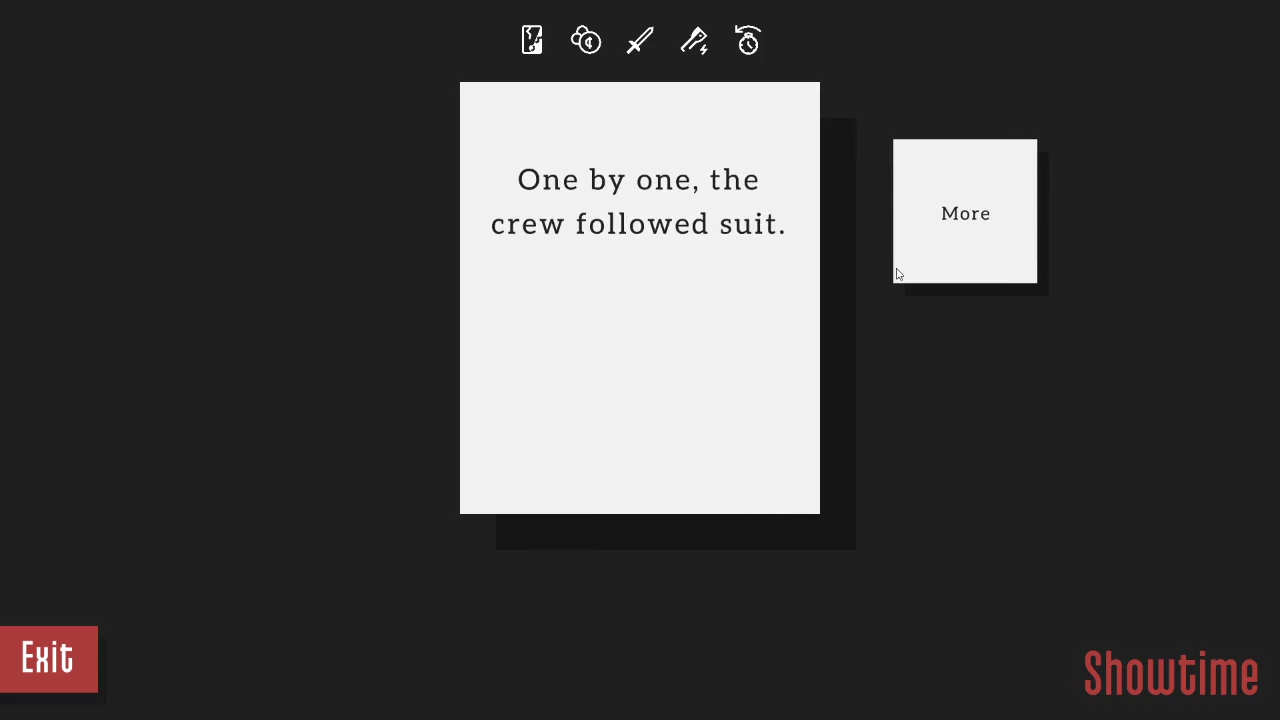 One by one, the
crew followed suit.
More
Exit
Showtime